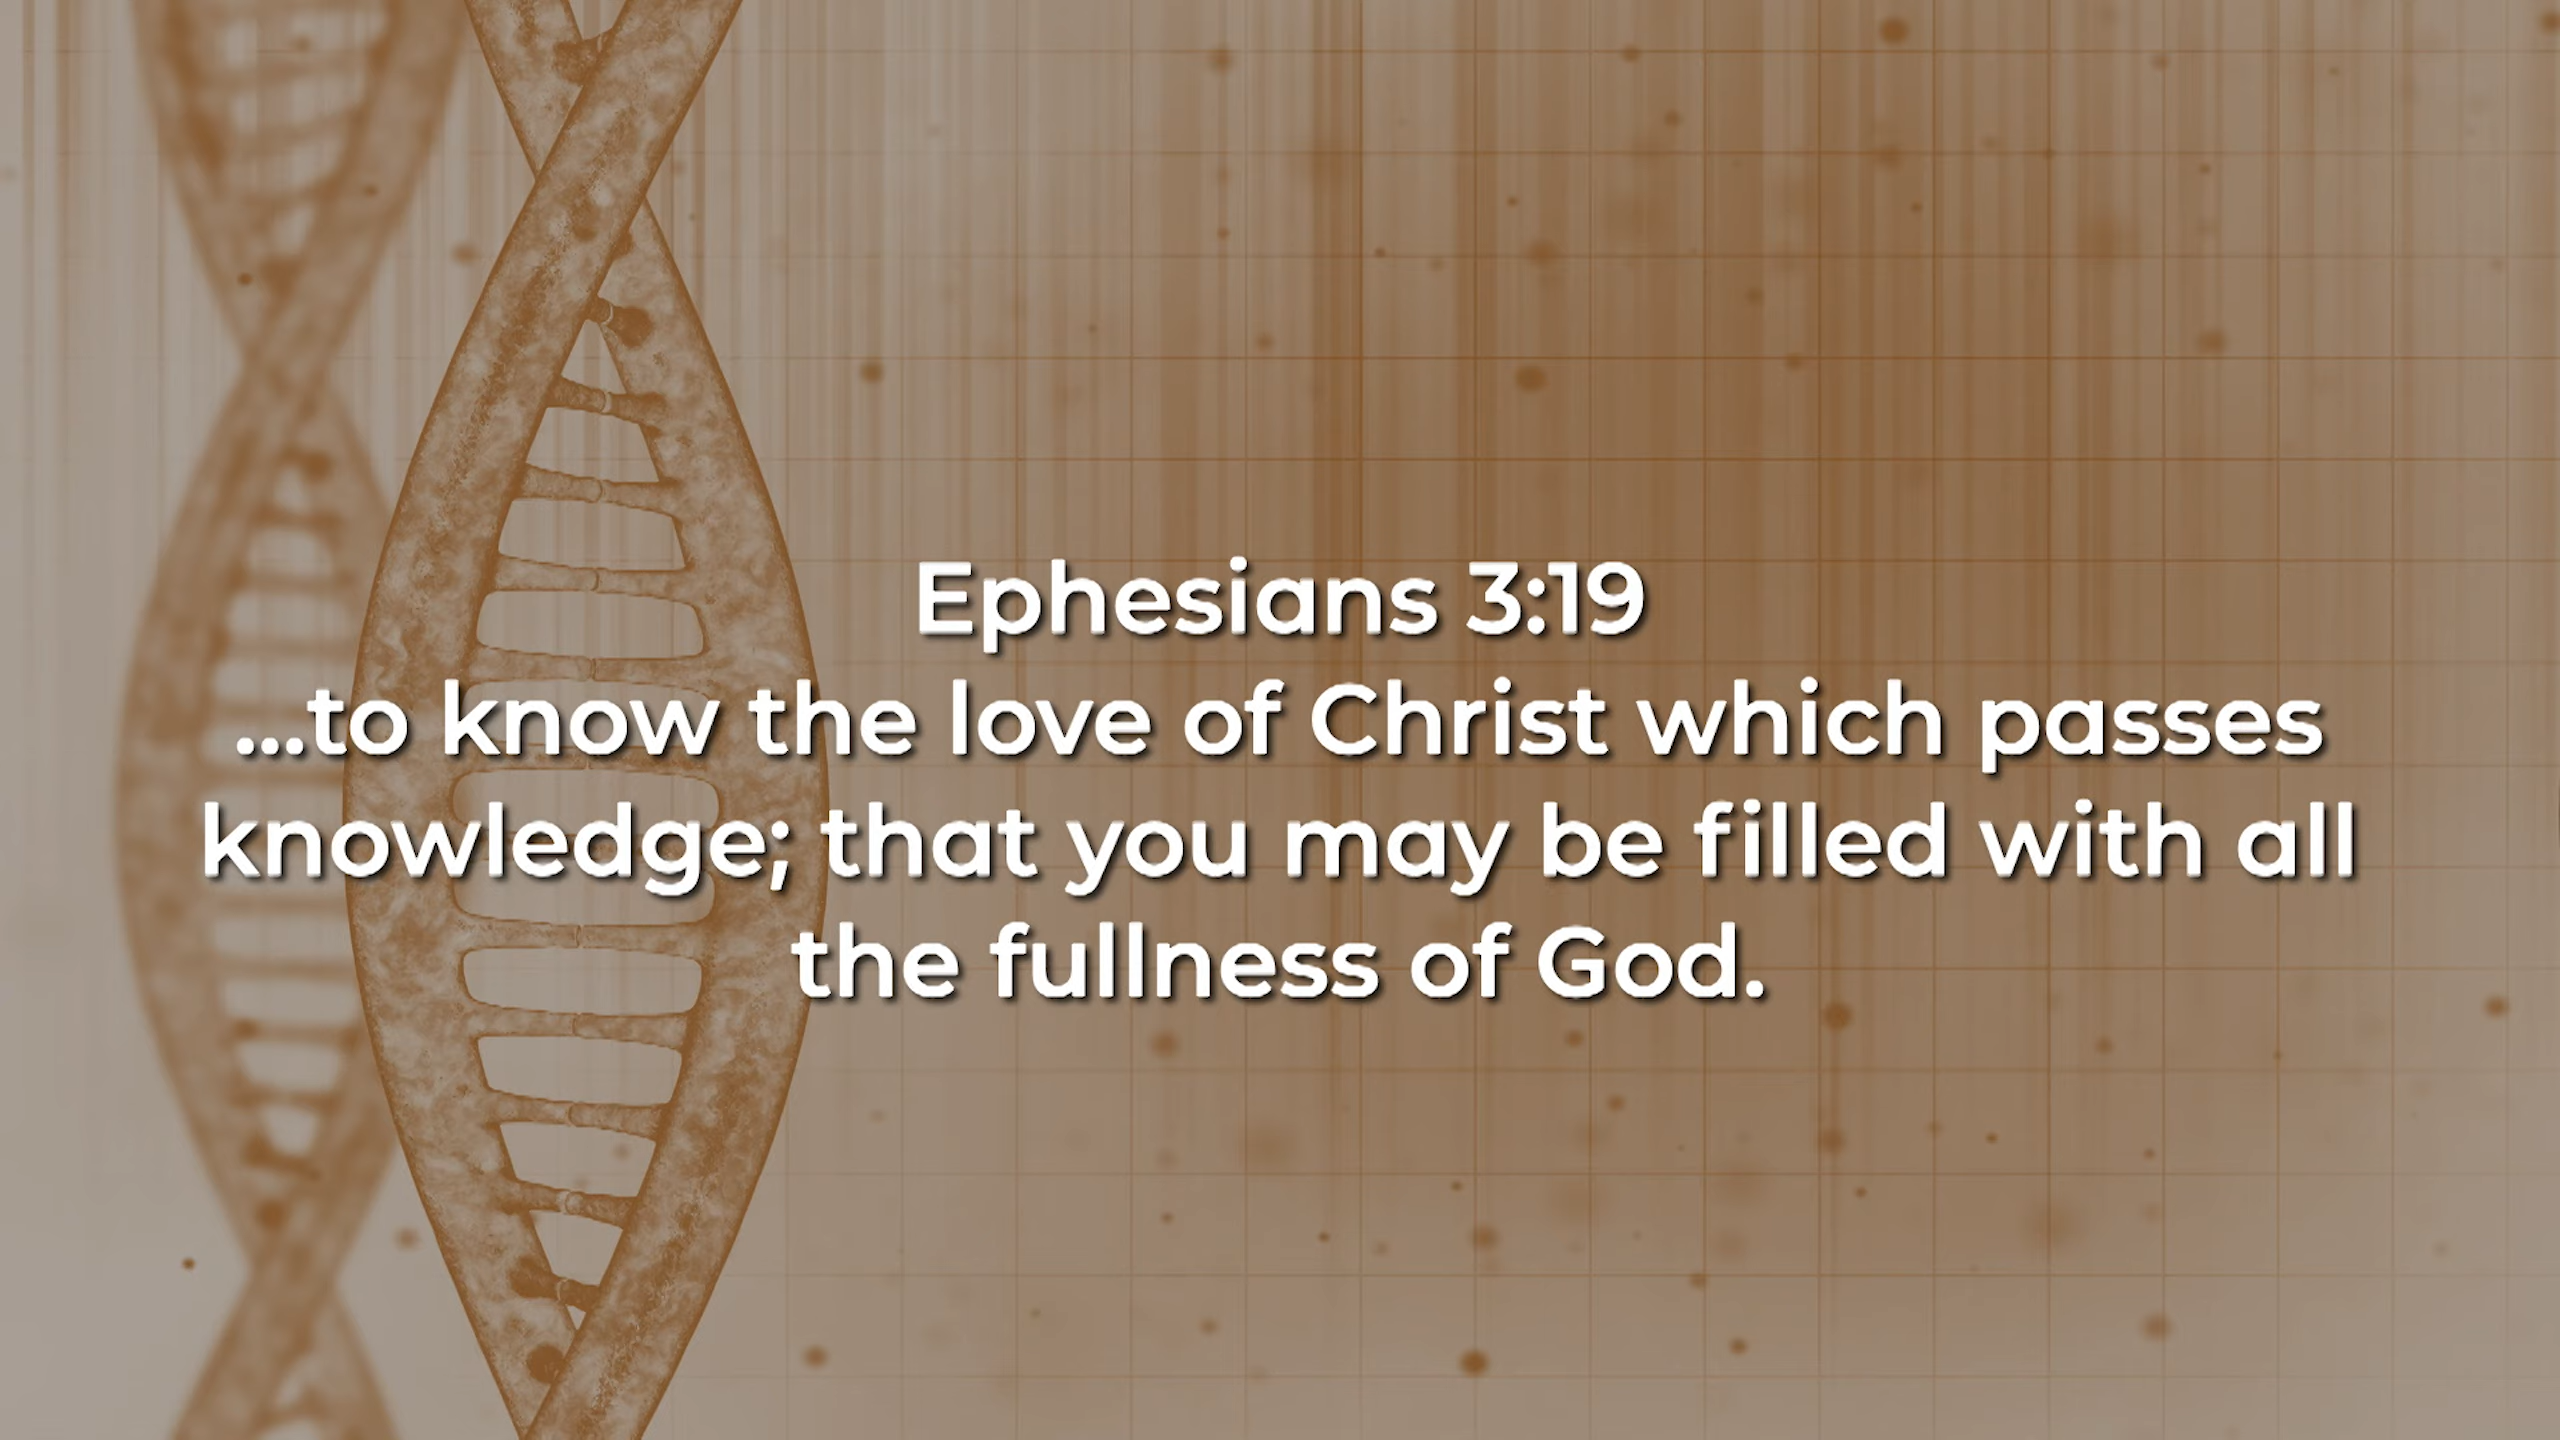 Ephesians 3:19
...to know the love of Christ which passes
knowledge; that you may be filled with all
the fullness of God.